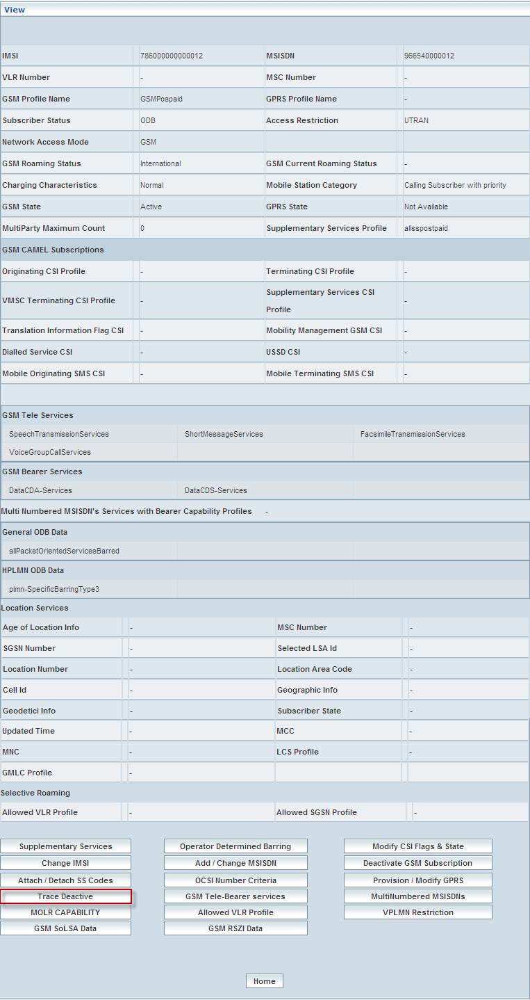 View
IMSI 786000000000012 MSISDN 966540000012
VLR Number - MSC Number -
GSM Profile Name GSMPospaid GPRS Profile Name -
Subscriber Status ODB Access Restriction UTRAN
Network Access Mode GSM
GSM Roaming Status International GSM Current Roaming Status -
Charging Characteristics Normal Mobile Station Category Calling Subscriber with priority
GSM State Active GPRS State Not Available
MultiParty Maximum Count 0 Supplementary Services Profile allsspostpaid
GSM CAMEL Subscriptions
Originating CSI Profile - Terminating CSI Profile -
VMSC Terminating CSI Profile - Supplementary Services CSI Profile -
Translation Information Flag CSI - Mobility Management GSM CSI -
Dialled Service CSI - USSD CSI -
Mobile Originating SMS CSI - Mobile Terminating SMS CSI -
GSM Tele Services
SpeechTransmissionServices ShortMessageServices FacsimileTransmissionServices
VoiceGroupCallServices
GSM Bearer Services
DataCDA-Services DataCDS-Services
Multi Numbered MSISDN's Services with Bearer Capability Profiles -
General ODB Data
allPacketOrientedServicesBarred
HPLMN ODB Data
plmn-SpecificBarringType3
Location Services
Age of Location Info - MSC Number -
SGSN Number - Selected LSA Id -
Location Number - Location Area Code -
Cell Id - Geographic Info -
Geodetici Info - Subscriber State -
Updated Time - MCC -
MNC - LCS Profile -
GMLC Profile -
Selective Roaming
Allowed VLR Profile - Allowed SGSN Profile -
Supplementary Services Operator Determined Barring Modify CSI Flags & State
Change IMSI Add / Change MSISDN Deactivate GSM Subscription
Attach / Detach SS Codes OCSI Number Criteria Provision / Modify GPRS
Trace Deactive GSM Tele-Bearer services MultiNumbered MSISDNs
MOLR CAPABILITY Allowed VLR Profile VPLMN Restriction
GSM SoLSA Data GSM RSZI Data
Home